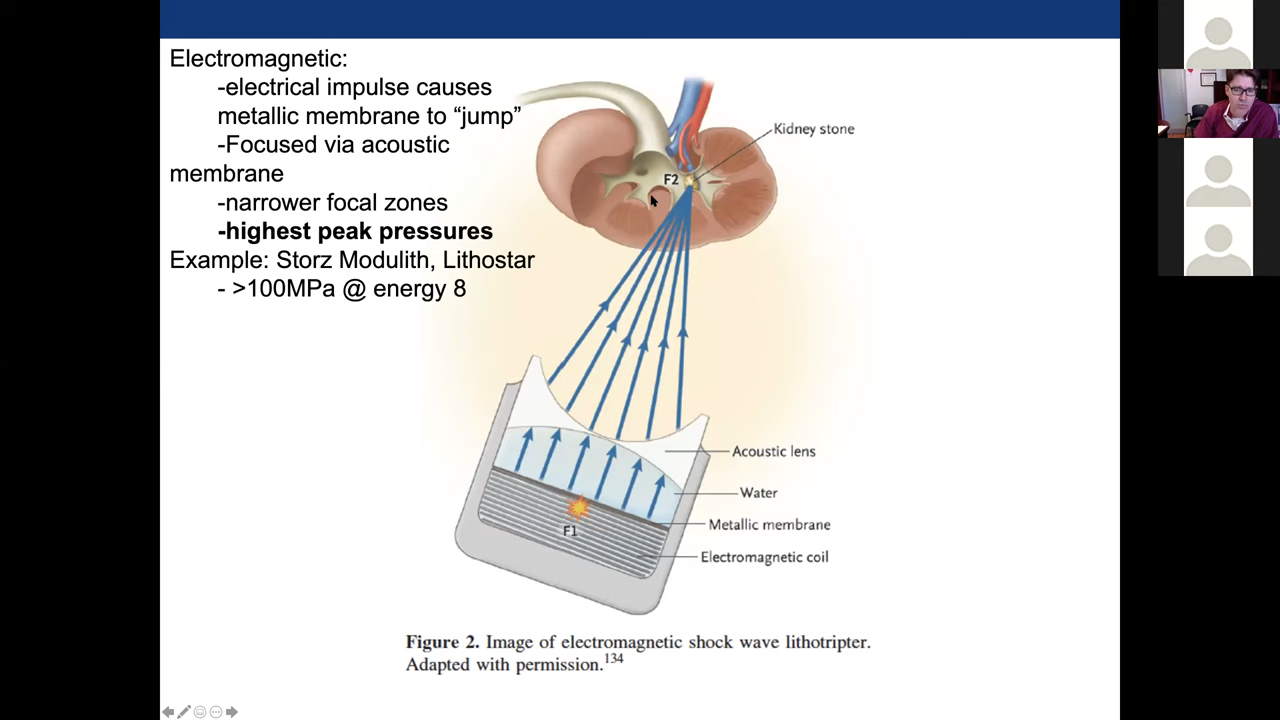 Electromagnetic:
-electrical impulse causes
metallic membrane to “jump”
-Focused via acoustic
membrane
-narrower focal zones
-highest peak pressures
Example: Storz Modulith, Lithostar
- >100MPa @ energy 8
Kidney stone
F2
Acoustic lens
Water
Metallic membrane
F1
Electromagnetic coil
Figure 2. Image of electromagnetic shock wave lithotripter.
Adapted with permission.134